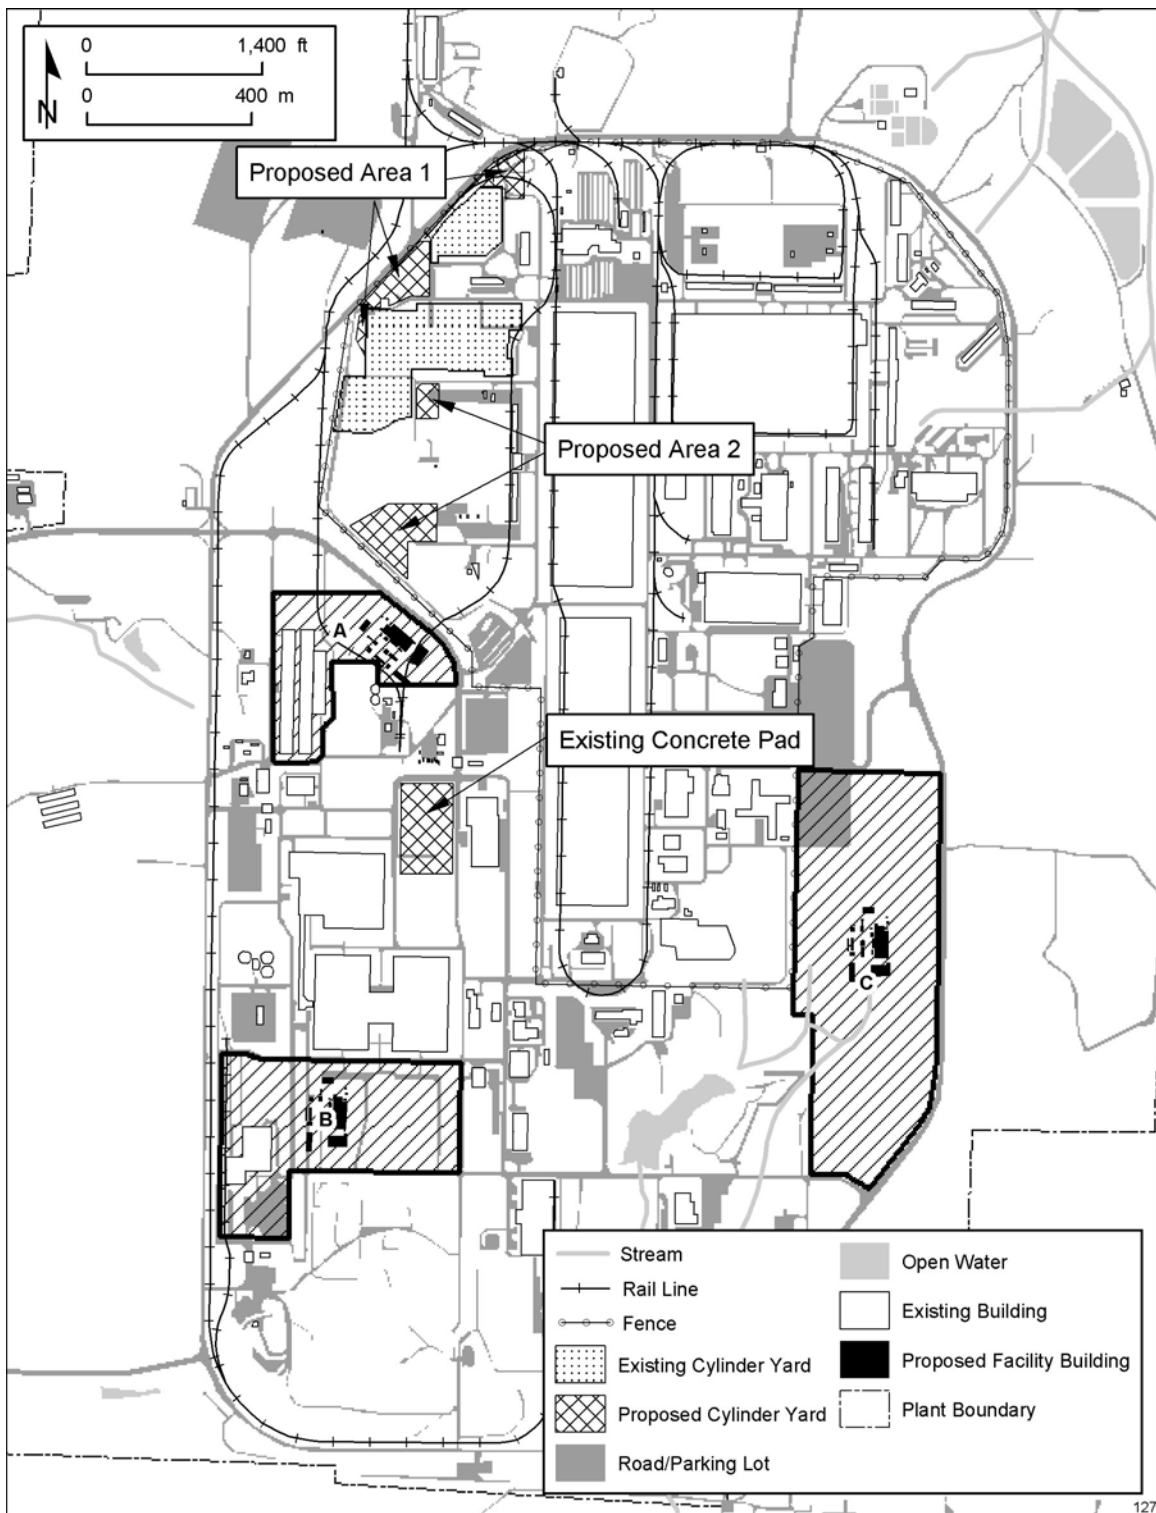 0 1,400 ft
0 400 m
N
Proposed Area 1
Proposed Area 2
A
Existing Concrete Pad
C
B
Stream
Rail Line
Fence
Existing Cylinder Yard
Proposed Cylinder Yard
Road/Parking Lot
Open Water
Existing Building
Proposed Facility Building
Plant Boundary
127